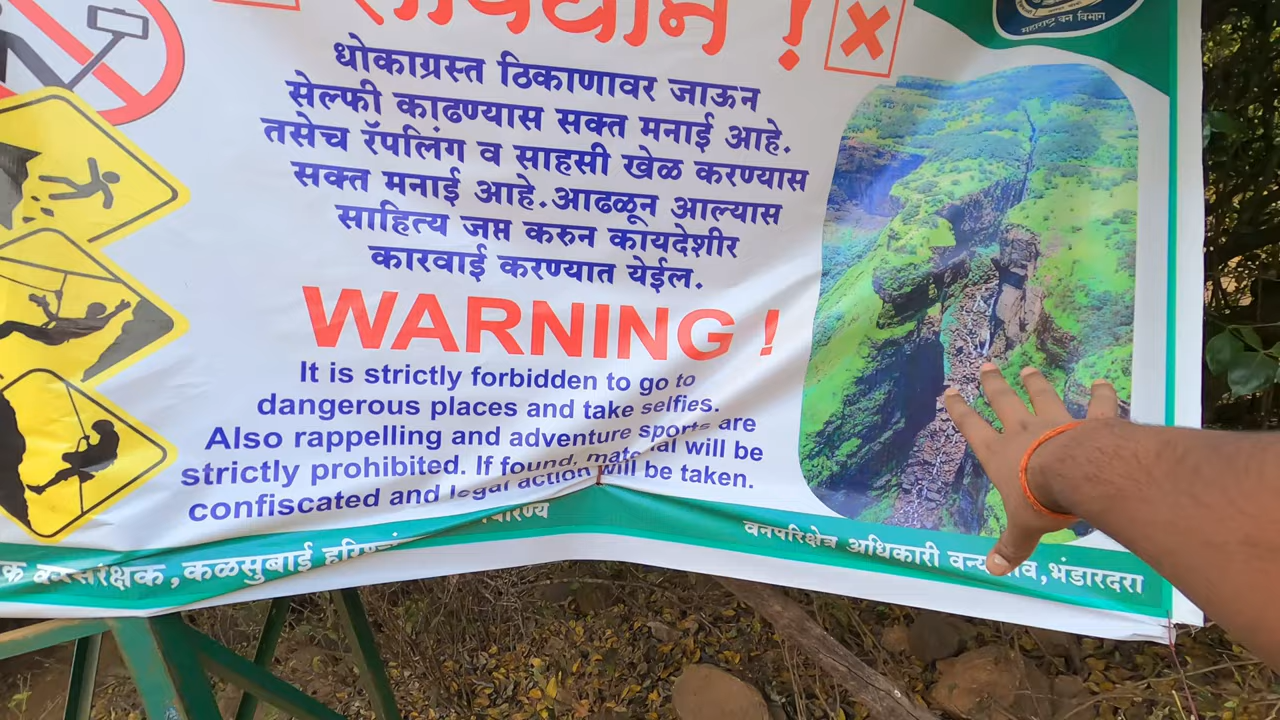 सावधान !
महाराष्ट्र वन विभाग
धोकाग्रस्त ठिकाणावर जाऊन
सेल्फी काढण्यास सक्त मनाई आहे.
तसेच रॅपलिंग व साहसी खेळ करण्यास
सक्त मनाई आहे.आढळून आल्यास
साहित्य जप्त करुन कायदेशीर
कारवाई करण्यात येईल.
WARNING !
It is strictly forbidden to go to
dangerous places and take selfies.
Also rappelling and adventure sports are
strictly prohibited. If found, material will be
confiscated and legal action will be taken.
कळसुबाई
वनपरिक्षेत्र अधिकारी वन्यजीव,भंडारदरा